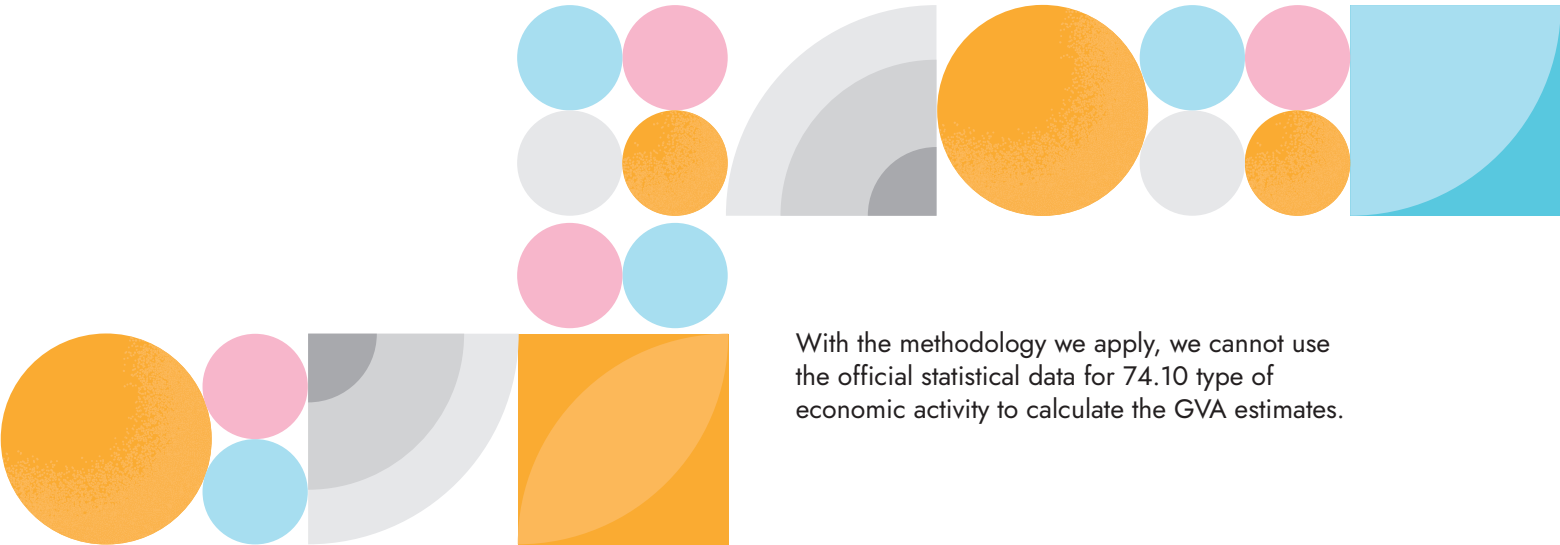 With the methodology we apply, we cannot use
the official statistical data for 74.10 type of
economic activity to calculate the GVA estimates.